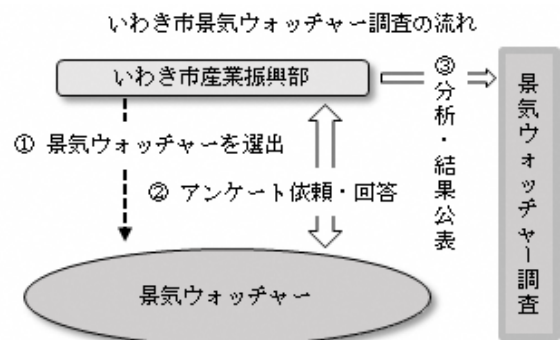 いわき市景気ウォッチャー調査の流れ
いわき市産業振興部
① 景気ウォッチャーを選出
② アンケート依頼・回答
③分析・結果公表
景気ウォッチャー
景気ウォッチャー調査